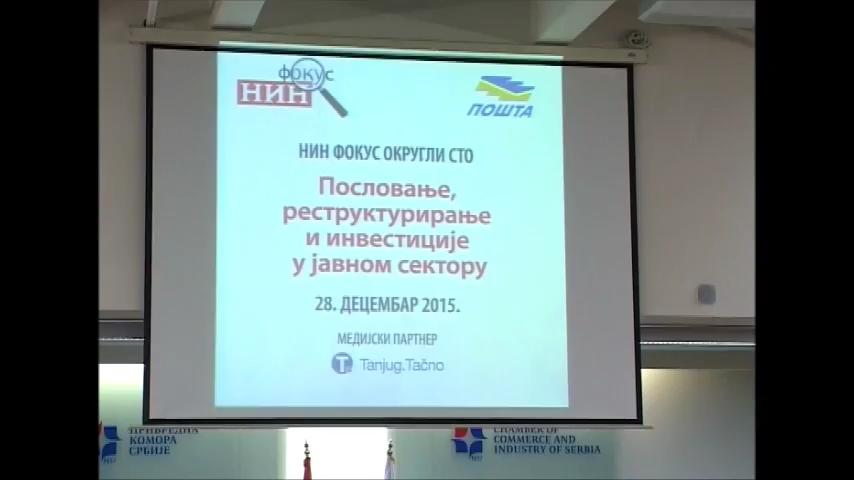 фокус
НИН
ПОШТА
НИН ФОКУС ОКРУГЛИ СТО
Пословање,
реструктурирање
и инвестиције
у јавном сектору
28. ДЕЦЕМБАР 2015.
МЕДИЈСКИ ПАРТНЕР
T Tanjug.Tačno
ПРИВРЕДНА
КОМОРА
СРБИЈЕ
CHAMBER OF
COMMERCE AND
INDUSTRY OF SERBIA